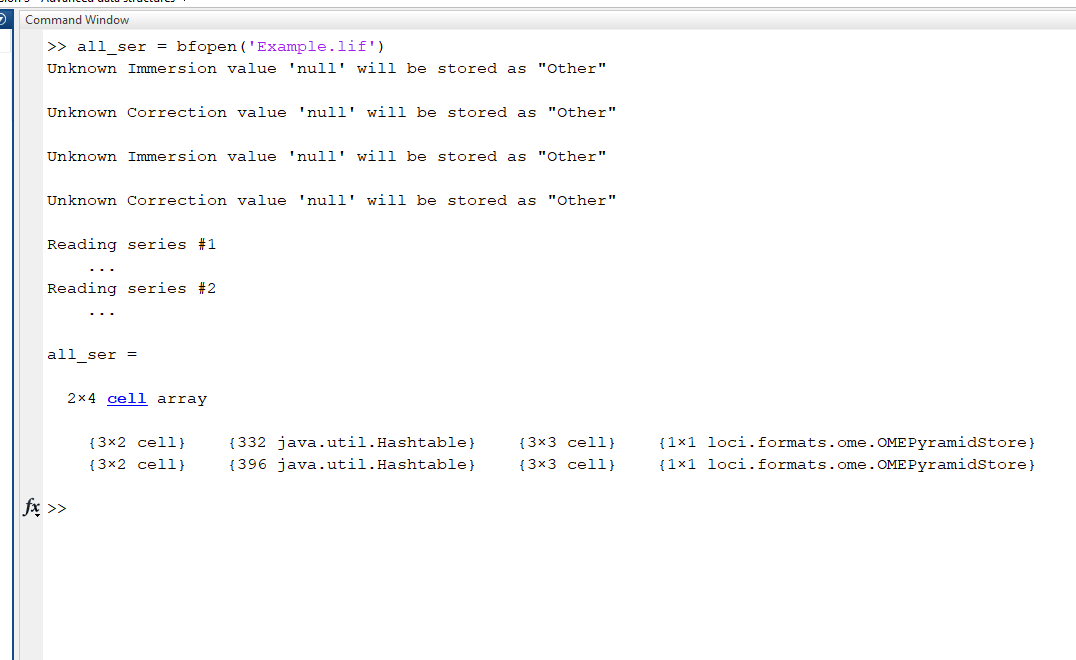 Command Window
>> all_ser = bfopen('Example.lif')
Unknown Immersion value 'null' will be stored as "Other"
Unknown Correction value 'null' will be stored as "Other"
Unknown Immersion value 'null' will be stored as "Other"
Unknown Correction value 'null' will be stored as "Other"
Reading series #1
...
Reading series #2
...
all_ser =
2×4 cell array
{3×2 cell} {332 java.util.Hashtable} {3×3 cell} {1×1 loci.formats.ome.OMEPyramidStore}
{3×2 cell} {396 java.util.Hashtable} {3×3 cell} {1×1 loci.formats.ome.OMEPyramidStore}
fx >>